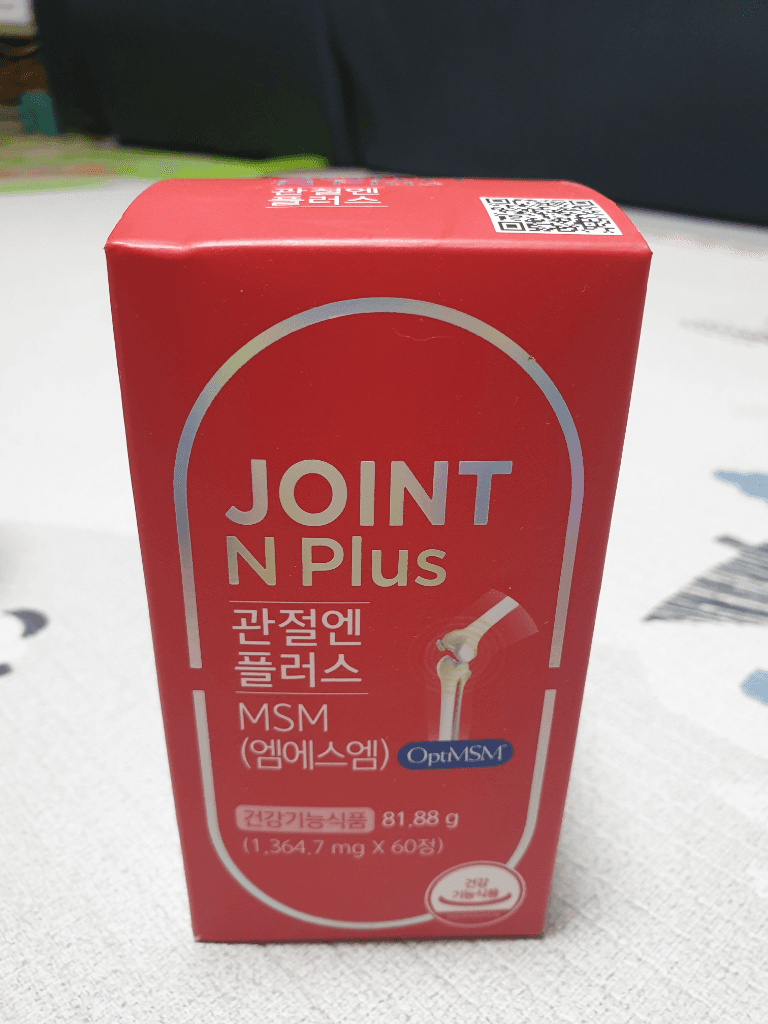 관절엔
플러스
JOINT
N Plus
관절엔
플러스
MSM
(엠에스엠)
OptiMSM
건강기능식품 81.88 g
(1,364.7 mg X 60정)
건강
기능식품